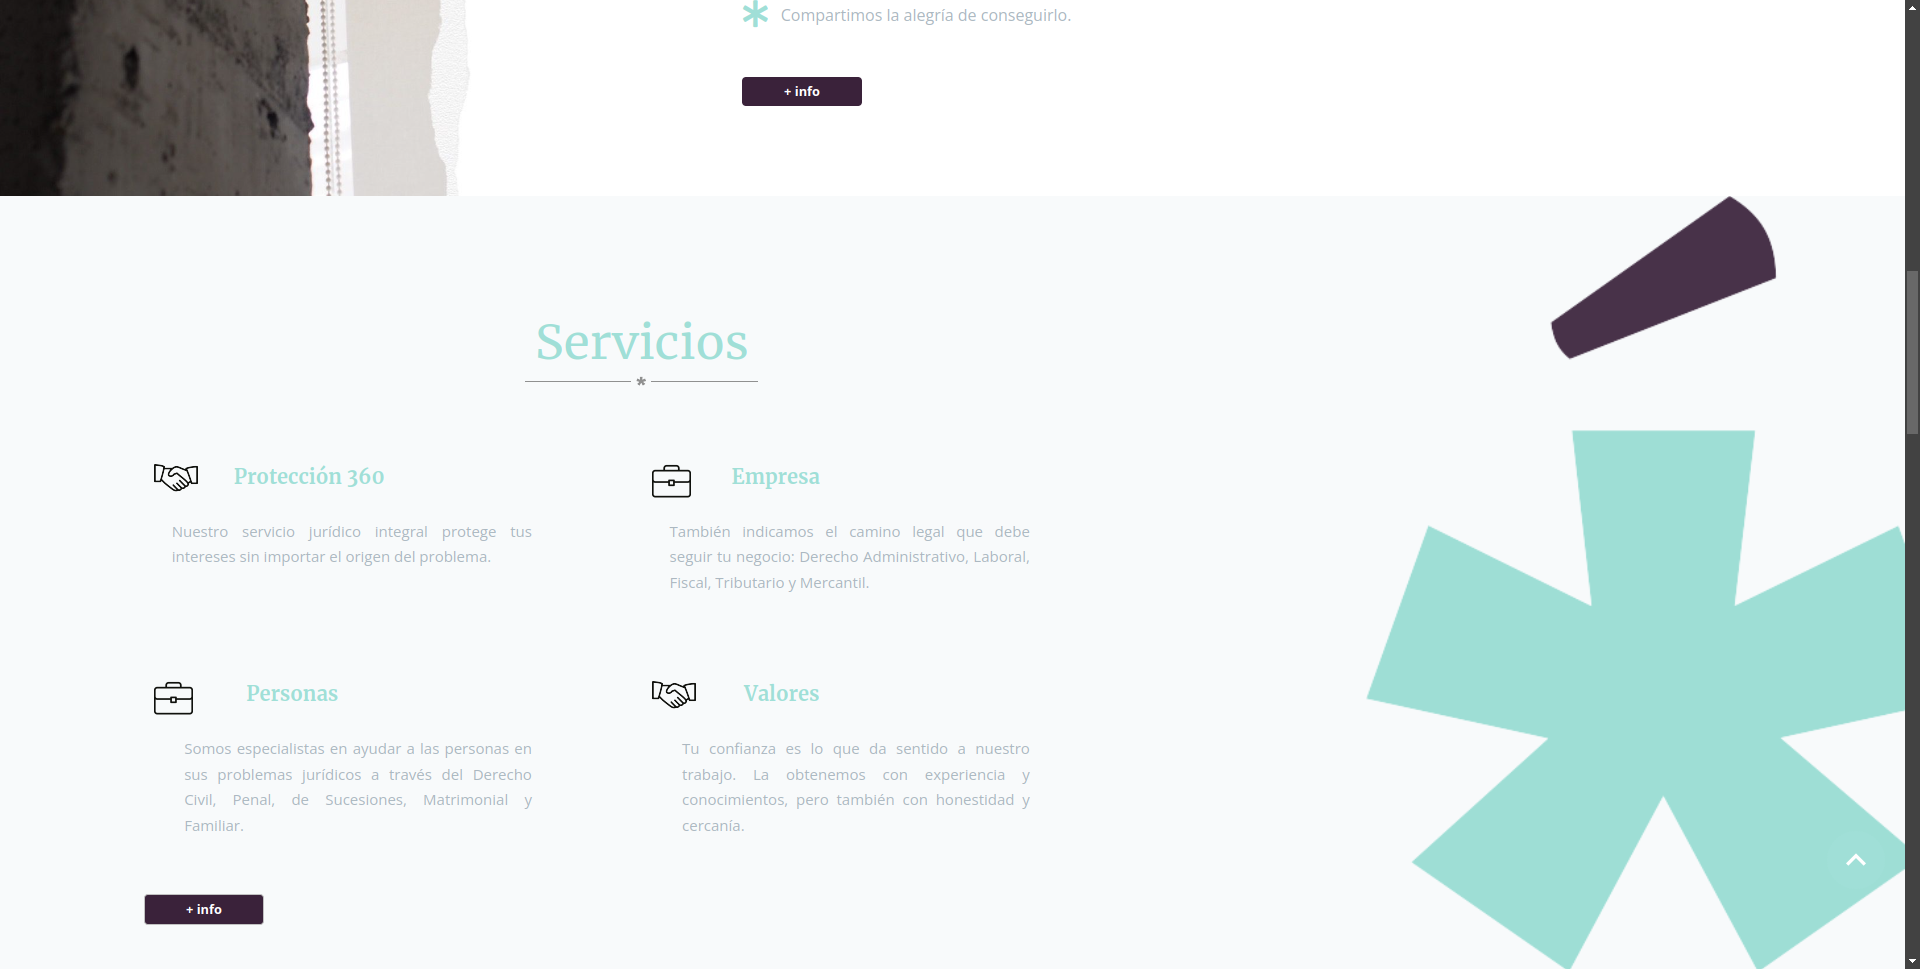 Compartimos la alegría de conseguirlo.
+ info
Servicios
*
Protección 360
Nuestro servicio jurídico integral protege tus
intereses sin importar el origen del problema.
Empresa
También indicamos el camino legal que debe
seguir tu negocio: Derecho Administrativo, Laboral,
Fiscal, Tributario y Mercantil.
Personas
Somos especialistas en ayudar a las personas en
sus problemas jurídicos a través del Derecho
Civil, Penal, de Sucesiones, Matrimonial y
Familiar.
Valores
Tu confianza es lo que da sentido a nuestro
trabajo. La obtenemos con experiencia y
conocimientos, pero también con honestidad y
cercanía.
+ info